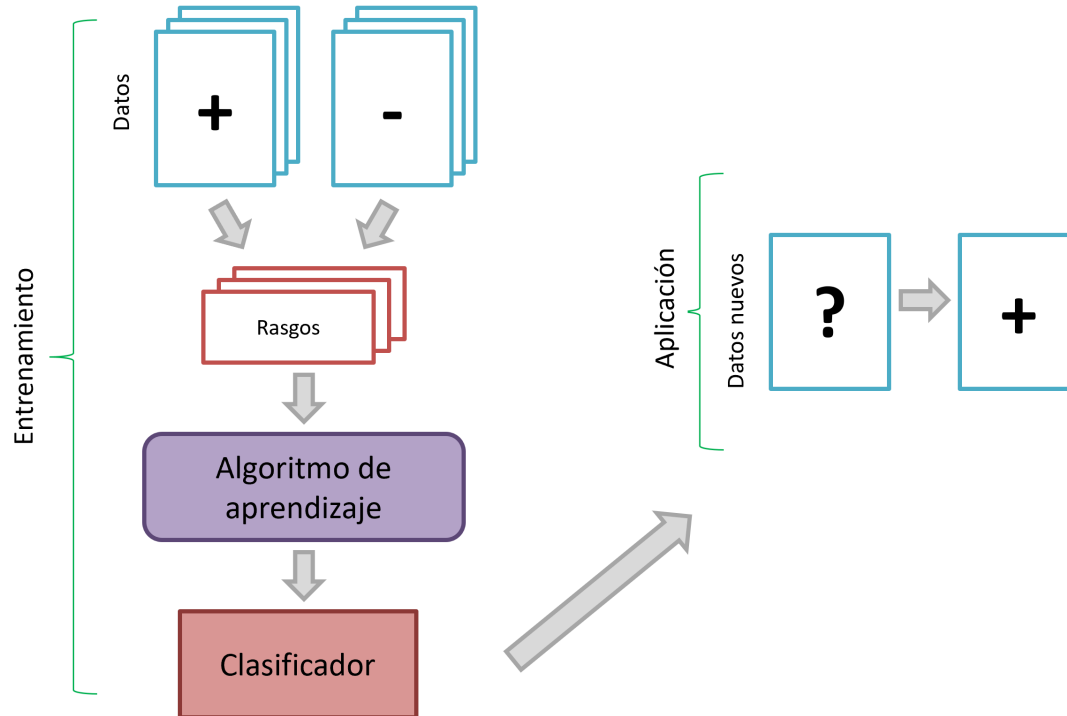 Entrenamiento
Datos
+
-
Rasgos
Algoritmo de
aprendizaje
Clasificador
Aplicación
Datos nuevos
?
+